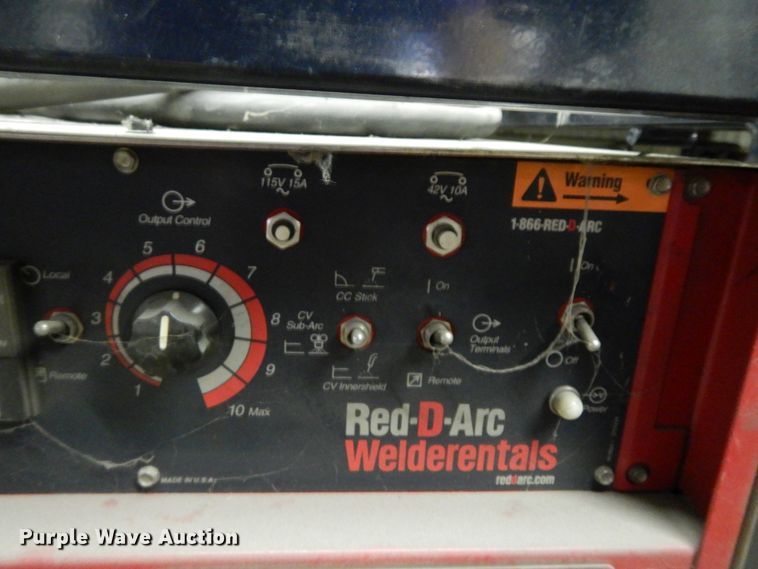 115V 15A
42V 10A
Warning
1-866-RED-D-ARC
Output Control
1
2
3
4
5
6
7
8
9
10 Max
Local
Remote
CC Stick
CV
Sub-Arc
CV Innershield
On
Output
Terminals
Remote
On
Off
Power
Red-D-Arc
Welderentals
reddarc.com
MADE IN U.S.A.
Purple Wave Auction